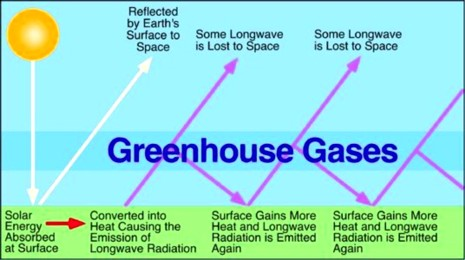 Reflected
by Earth's
Surface to
Space
Some Longwave
is Lost to Space
Some Longwave
is Lost to Space
Greenhouse Gases
Solar
Energy
Absorbed
at Surface
Converted into
Heat Causing the
Emission of
Longwave Radiation
Surface Gains More
Heat and Longwave
Radiation is Emitted
Again
Surface Gains More
Heat and Longwave
Radiation is Emitted
Again